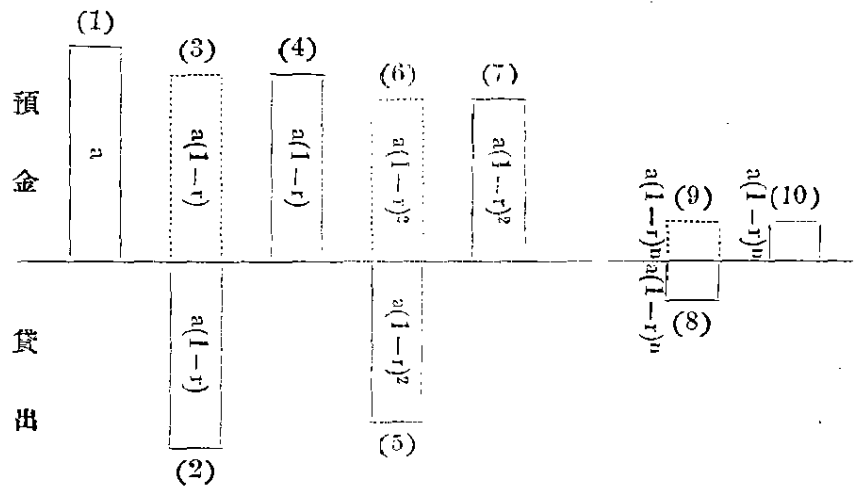 (1)
(3)
(4)
(6)
(7)
預金
a
a(1—r)
a(1—r)
a(1—r)²
a(1—r)²
a(1—r)ⁿ
(9)
a(1—r)ⁿ
(10)
貸出
a(1—r)
a(1—r)²
a(1—r)ⁿ
(8)
(5)
(2)